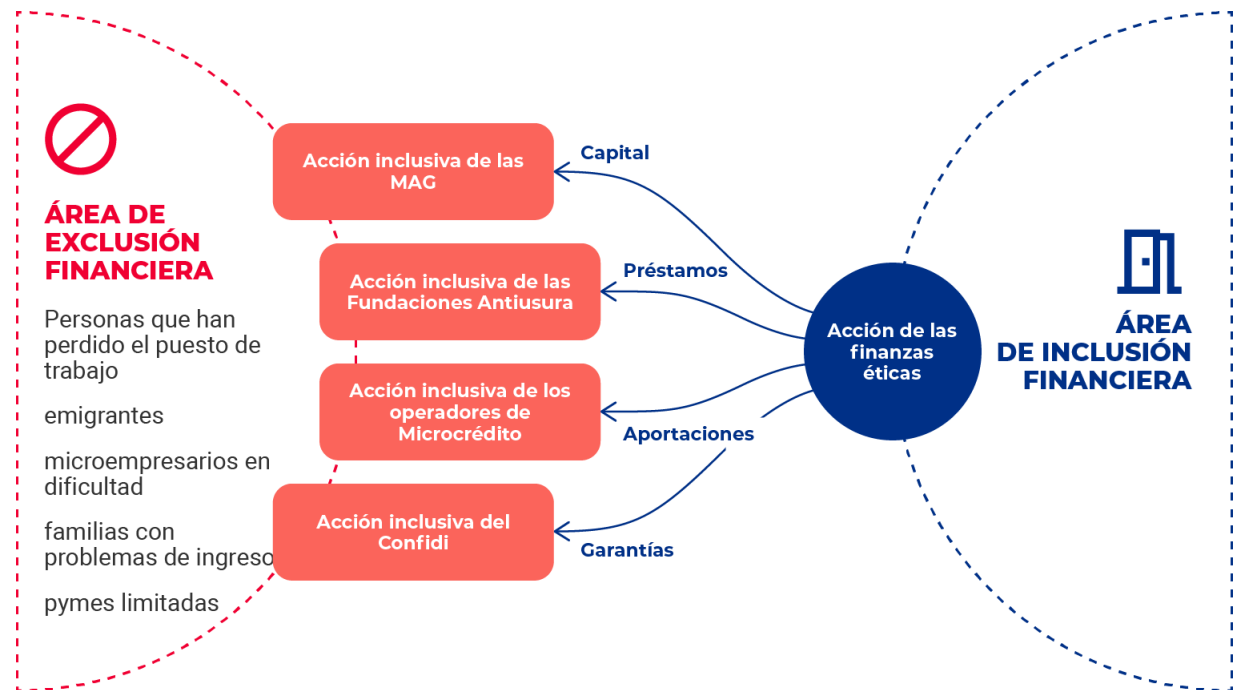 ÁREA DE
EXCLUSIÓN
FINANCIERA
Personas que han
perdido el puesto de
trabajo
emigrantes
microempresarios en
dificultad
familias con
problemas de ingreso
pymes limitadas
Acción inclusiva de las
MAG
Acción inclusiva de las
Fundaciones Antiusura
Acción inclusiva de los
operadores de
Microcrédito
Acción inclusiva del
Confidi
Capital
Préstamos
Aportaciones
Garantías
Acción de las
finanzas
éticas
ÁREA
DE INCLUSIÓN
FINANCIERA